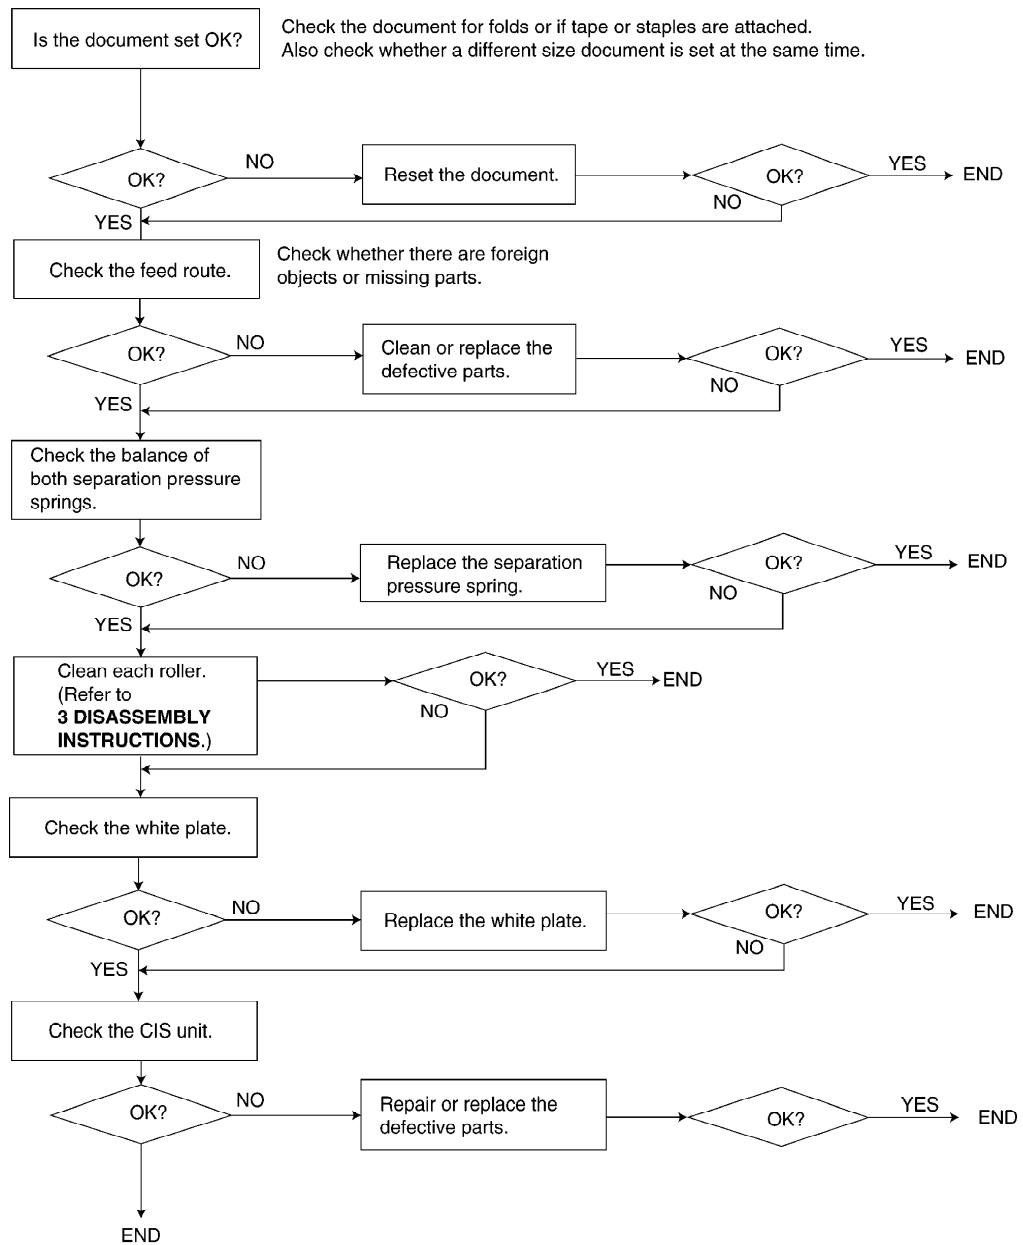 Is the document set OK?
Check the document for folds or if tape or staples are attached.
Also check whether a different size document is set at the same time.
OK?
NO
Reset the document.
OK?
YES
END
NO
YES
Check the feed route.
Check whether there are foreign
objects or missing parts.
OK?
NO
Clean or replace the
defective parts.
OK?
YES
END
NO
YES
Check the balance of
both separation pressure
springs.
OK?
NO
Replace the separation
pressure spring.
OK?
YES
END
NO
YES
Clean each roller.
(Refer to
3 DISASSEMBLY
INSTRUCTIONS.)
OK?
YES
END
NO
Check the white plate.
OK?
NO
Replace the white plate.
OK?
YES
END
NO
YES
Check the CIS unit.
OK?
NO
Repair or replace the
defective parts.
OK?
YES
END
END